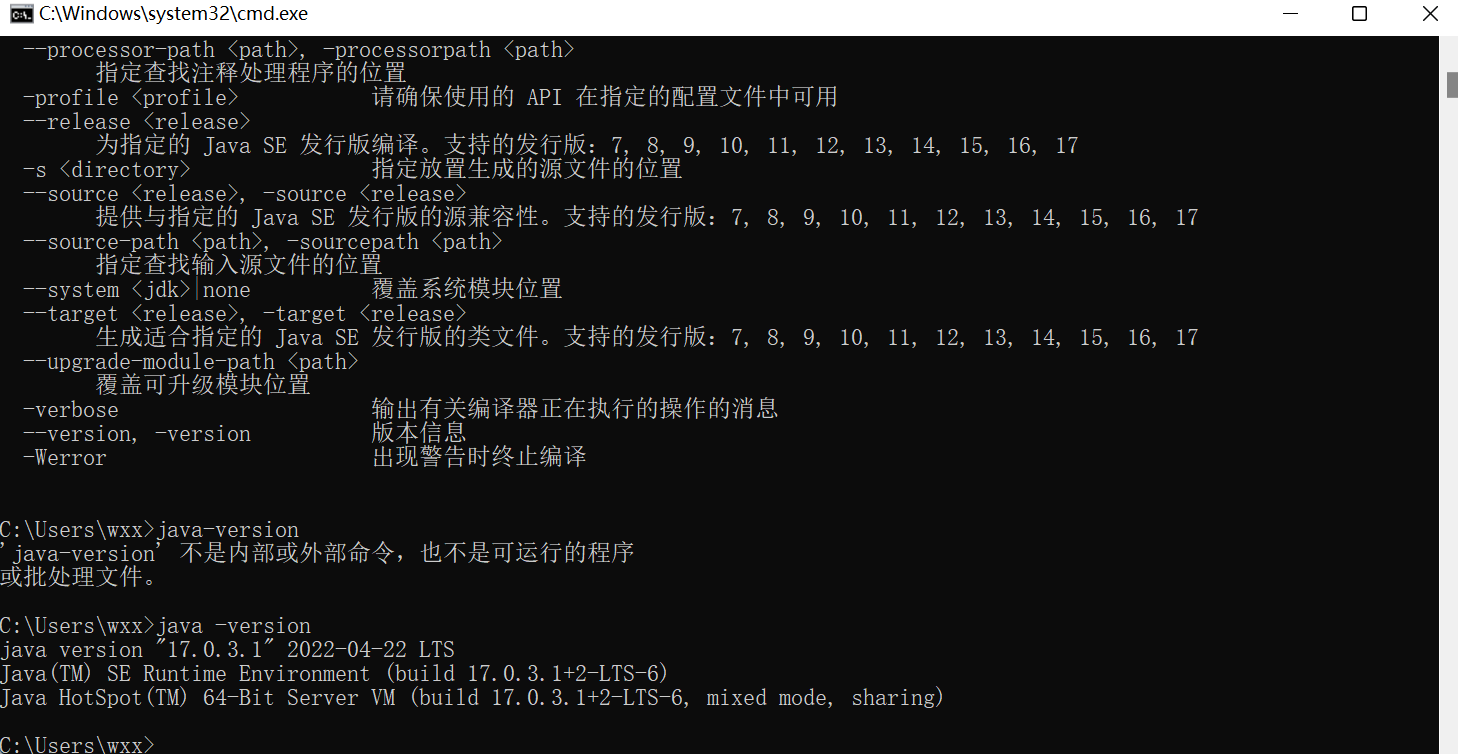 C:\Windows\system32\cmd.exe
--processor-path <path>, -processorpath <path>
指定查找注释处理程序的位置
-profile <profile> 请确保使用的 API 在指定的配置文件中可用
--release <release>
为指定的 Java SE 发行版编译。支持的发行版：7, 8, 9, 10, 11, 12, 13, 14, 15, 16, 17
-s <directory> 指定放置生成的源文件的位置
--source <release>, -source <release>
提供与指定的 Java SE 发行版的源兼容性。支持的发行版：7, 8, 9, 10, 11, 12, 13, 14, 15, 16, 17
--source-path <path>, -sourcepath <path>
指定查找输入源文件的位置
--system <jdk>|none 覆盖系统模块位置
--target <release>, -target <release>
生成适合指定的 Java SE 发行版的类文件。支持的发行版：7, 8, 9, 10, 11, 12, 13, 14, 15, 16, 17
--upgrade-module-path <path>
覆盖可升级模块位置
-verbose 输出有关编译器正在执行的操作的消息
--version, -version 版本信息
-Werror 出现警告时终止编译
C:\Users\wxx>java-version
'java-version' 不是内部或外部命令，也不是可运行的程序
或批处理文件。
C:\Users\wxx>java -version
java version "17.0.3.1" 2022-04-22 LTS
Java(TM) SE Runtime Environment (build 17.0.3.1+2-LTS-6)
Java HotSpot(TM) 64-Bit Server VM (build 17.0.3.1+2-LTS-6, mixed mode, sharing)
C:\Users\wxx>